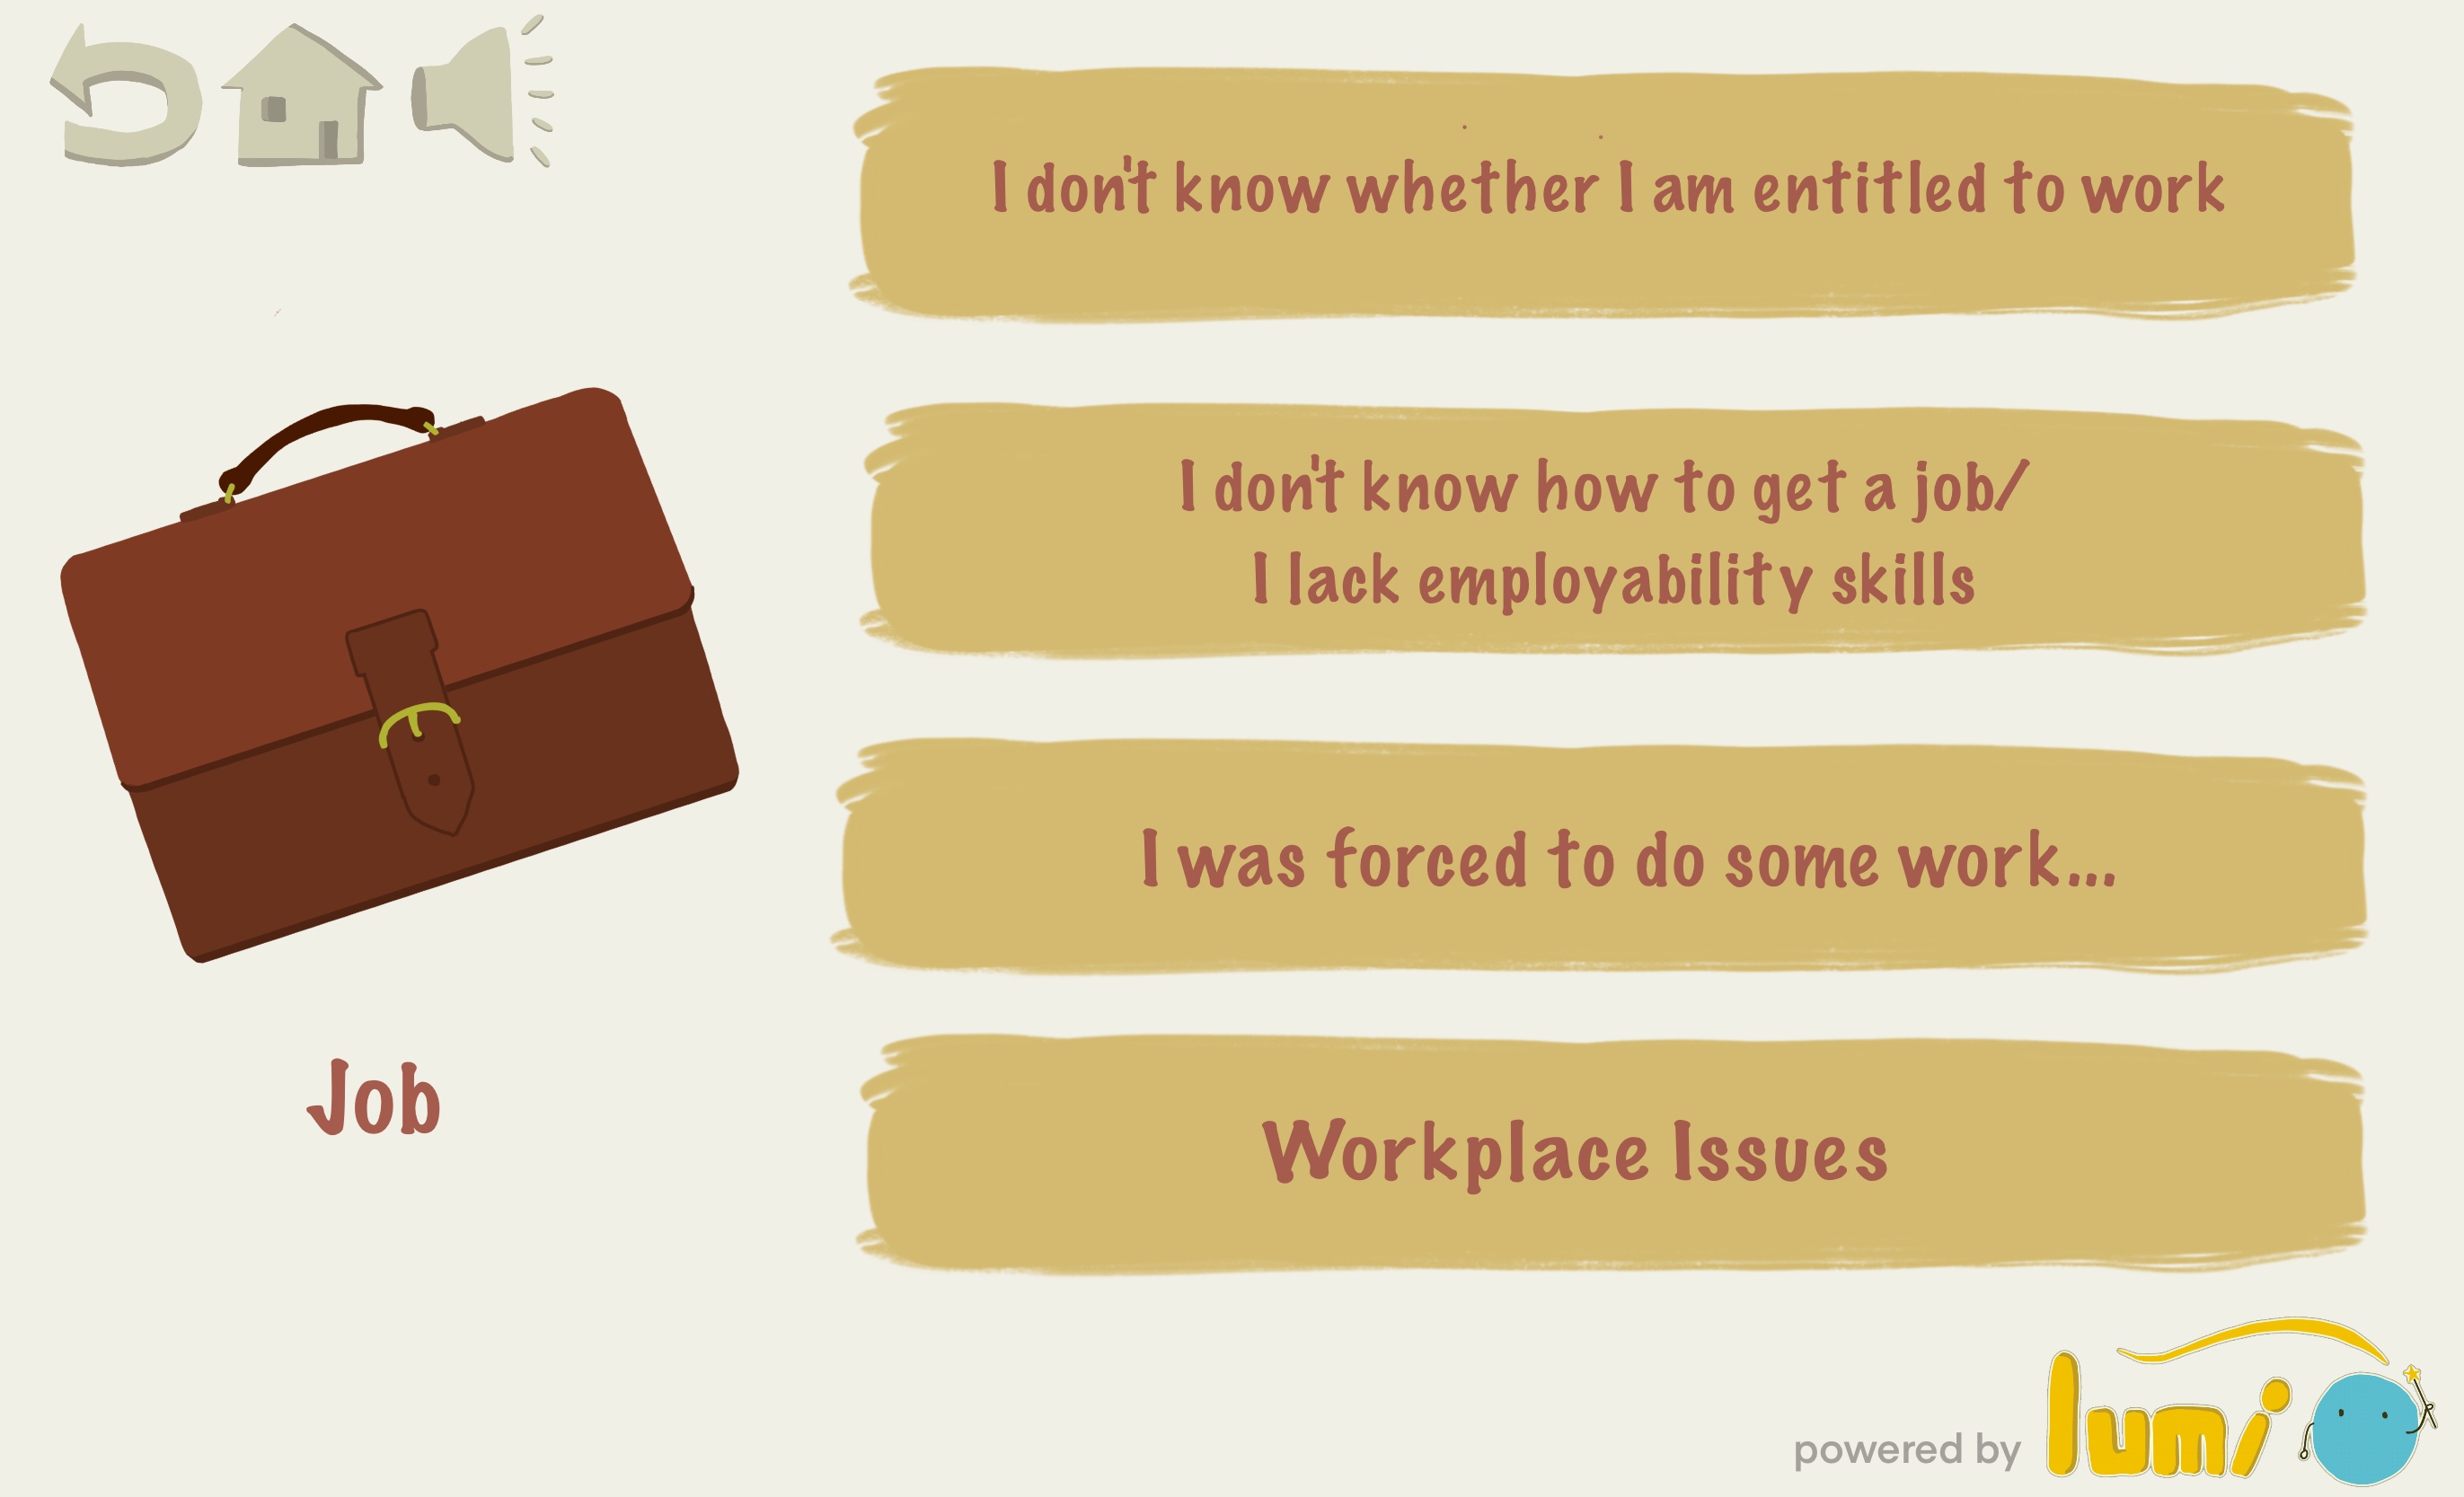 I don't know whether I am entitled to work
I don't know how to get a job/
I lack employability skills
I was forced to do some work...
Job
Workplace Issues
powered by lumi